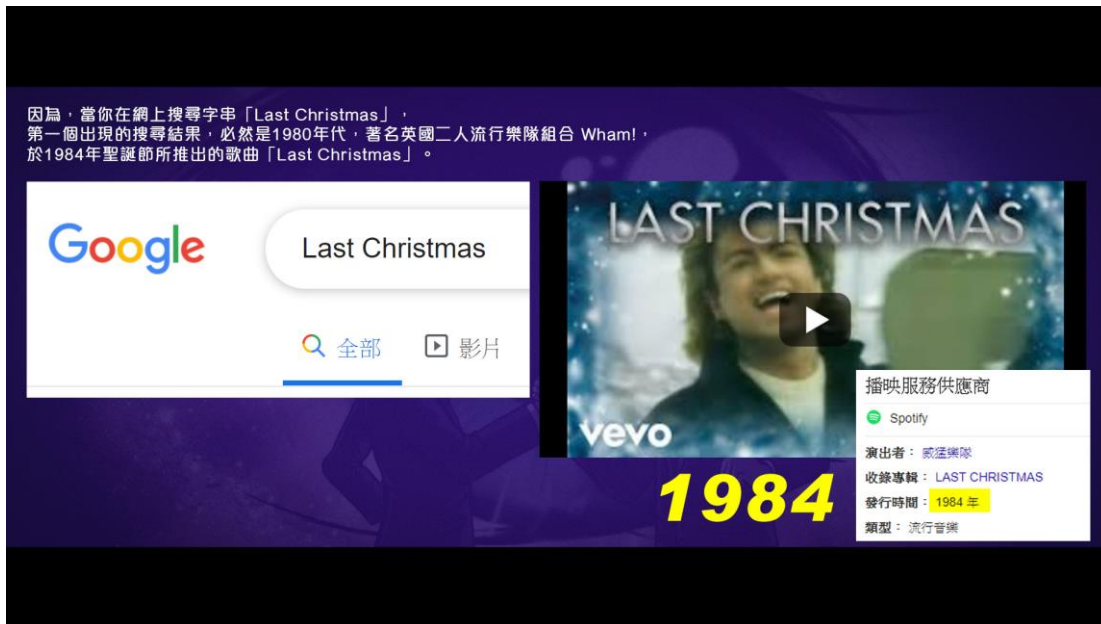 因為，當你在網上搜尋字串「Last Christmas」，
第一個出現的搜尋結果，必然是1980年代，著名英國二人流行樂隊組合 Wham!，
於1984年聖誕節所推出的歌曲「Last Christmas」。
Google
Last Christmas
全部
影片
LAST CHRISTMAS
vevo
1984
播映服務供應商
Spotify
演出者：威猛樂隊
收錄專輯：LAST CHRISTMAS
發行時間：1984 年
類型：流行音樂